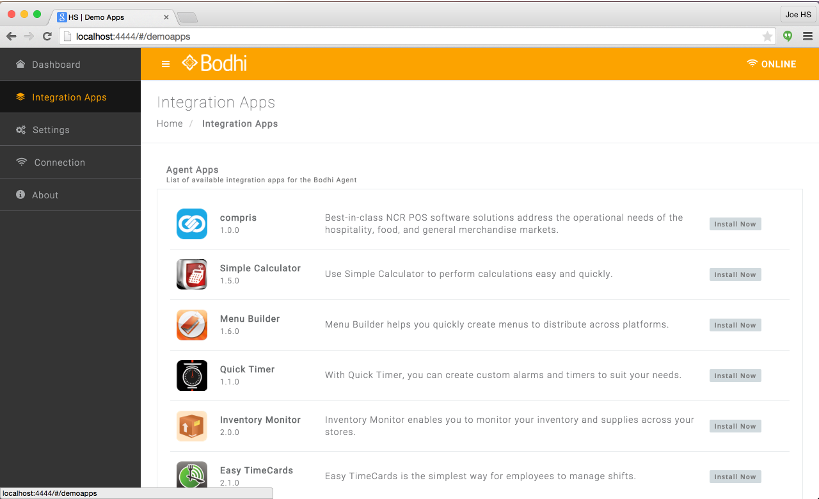 HS | Demo Apps
Joe HS
localhost:4444/#/demoapps
Dashboard
Integration Apps
Settings
Connection
About
Bodhi
ONLINE
Integration Apps
Home / Integration Apps
Agent Apps
List of available integration apps for the Bodhi Agent
compris
1.0.0
Best-in-class NCR POS software solutions address the operational needs of the
hospitality, food, and general merchandise markets.
Install Now
Simple Calculator
1.5.0
Use Simple Calculator to perform calculations easy and quickly.
Install Now
Menu Builder
1.6.0
Menu Builder helps you quickly create menus to distribute across platforms.
Install Now
Quick Timer
1.1.0
With Quick Timer, you can create custom alarms and timers to suit your needs.
Install Now
Inventory Monitor
2.0.0
Inventory Monitor enables you to monitor your inventory and supplies across your
stores.
Install Now
Easy TimeCards
2.1.0
Easy TimeCards is the simplest way for employees to manage shifts.
Install Now
localhost:4444/#/demoapps